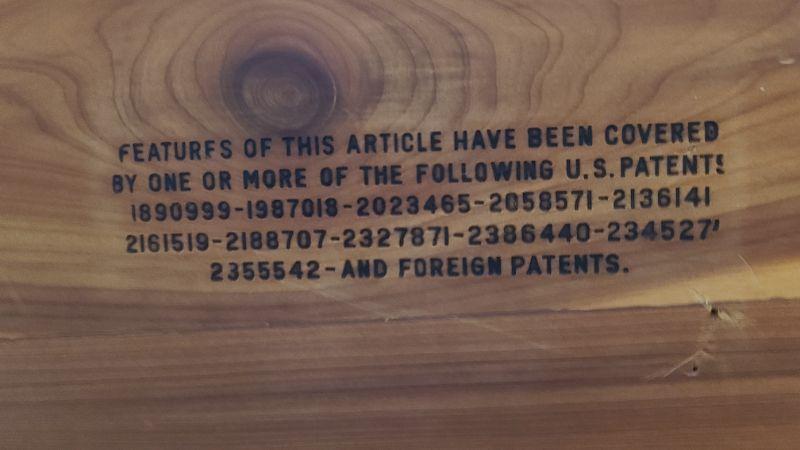 FEATURES OF THIS ARTICLE HAVE BEEN COVERED
BY ONE OR MORE OF THE FOLLOWING U.S. PATENTS
1890999-1987018-2023465-2058571-2136141
2161519-2188707-2327871-2386440-
2355542-AND FOREIGN PATENTS.